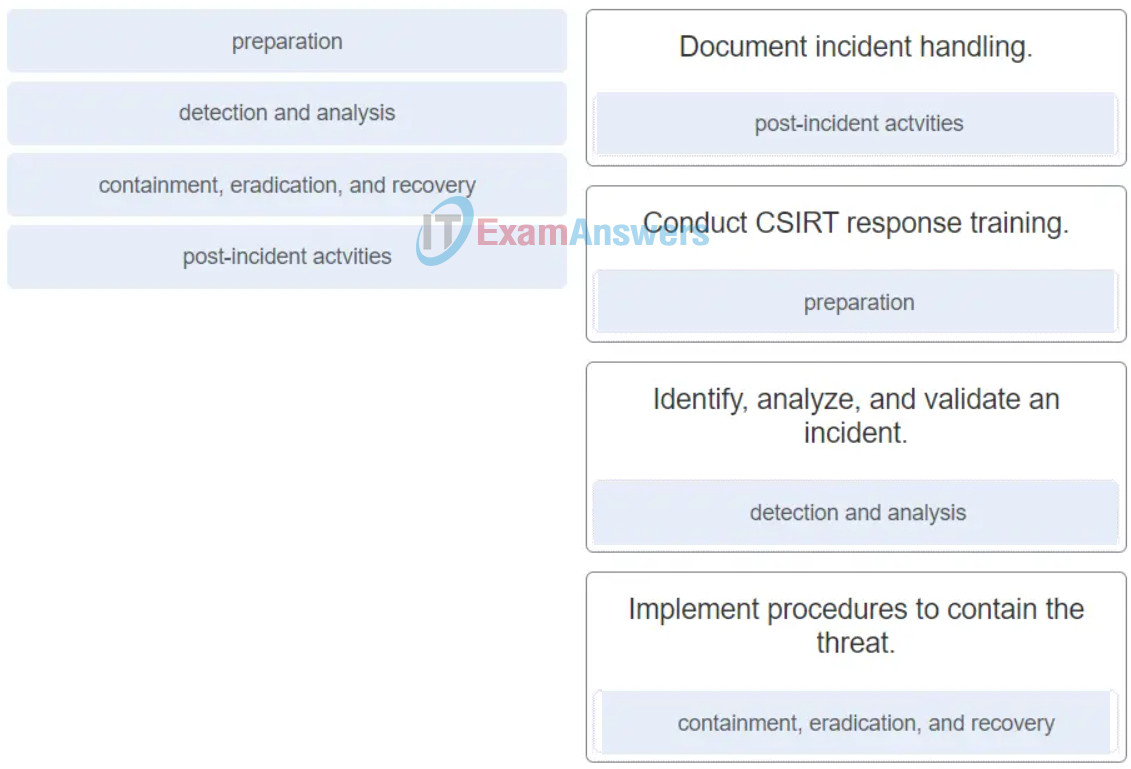 preparation
detection and analysis
containment, eradication, and recovery
post-incident actvities
ITExamAnswers
Document incident handling.
post-incident actvities
Conduct CSIRT response training.
preparation
Identify, analyze, and validate an
incident.
detection and analysis
Implement procedures to contain the
threat.
containment, eradication, and recovery